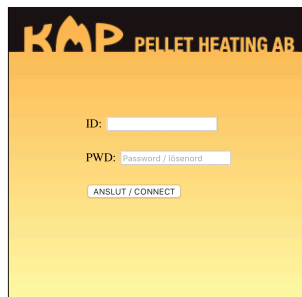 KMP PELLET HEATING AB
ID:
PWD: Password / lösenord
ANSLUT / CONNECT